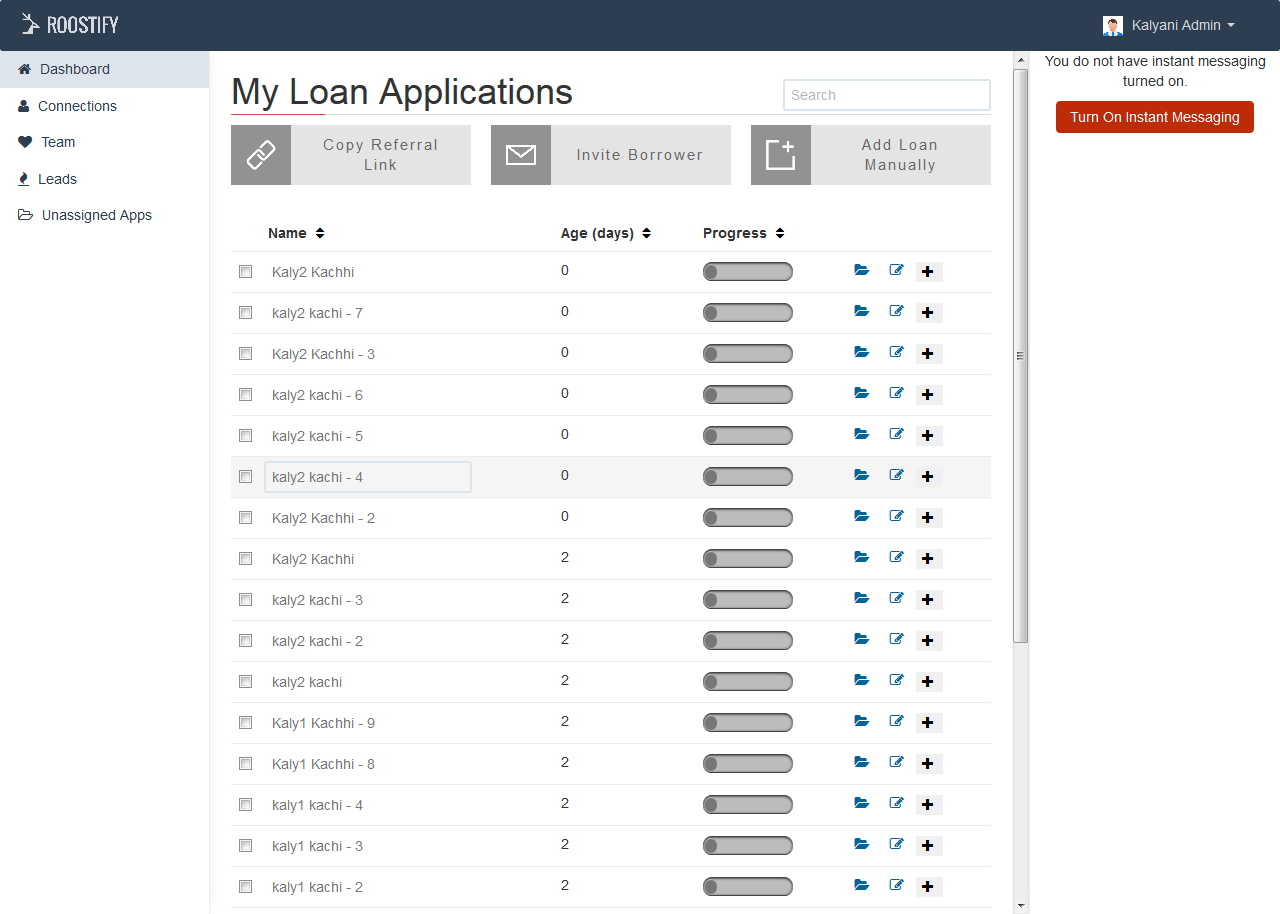 ROOSTIFY
Kalyani Admin
Dashboard
Connections
Team
Leads
Unassigned Apps
My Loan Applications
Search
Copy Referral
Link
Invite Borrower
Add Loan
Manually
Name Age (days) Progress
Kaly2 Kachhi 0
kaly2 kachi - 7 0
Kaly2 Kachhi - 3 0
kaly2 kachi - 6 0
kaly2 kachi - 5 0
kaly2 kachi - 4 0
Kaly2 Kachhi - 2 0
Kaly2 Kachhi 2
kaly2 kachi - 3 2
kaly2 kachi - 2 2
kaly2 kachi 2
Kaly1 Kachhi - 9 2
Kaly1 Kachhi - 8 2
kaly1 kachi - 4 2
kaly1 kachi - 3 2
kaly1 kachi - 2 2
You do not have instant messaging
turned on.
Turn On Instant Messaging